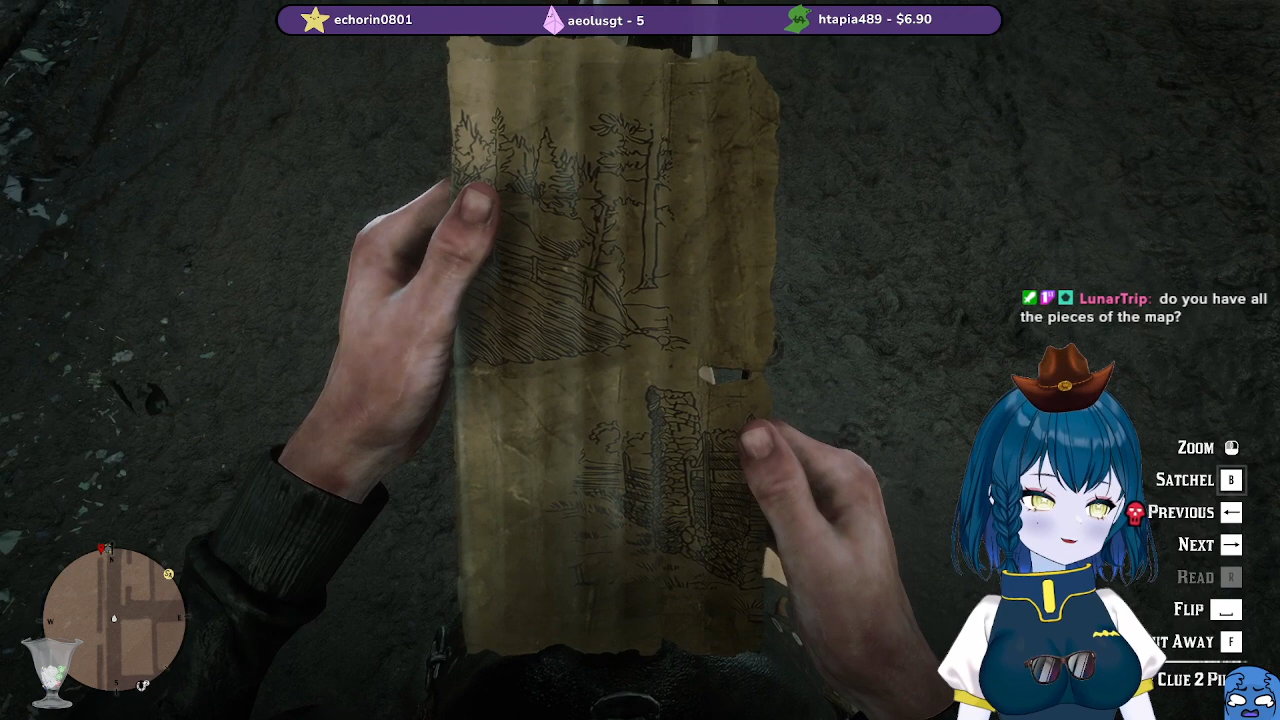 echorin0801
aeolusgt - 5
htapia489 - $6.90
LunarTrip: do you have all
the pieces of the map?
ZOOM
SATCHEL B
PREVIOUS ←
NEXT →
READ R
FLIP
AWAY F
CLUE 2
N
W
E
S